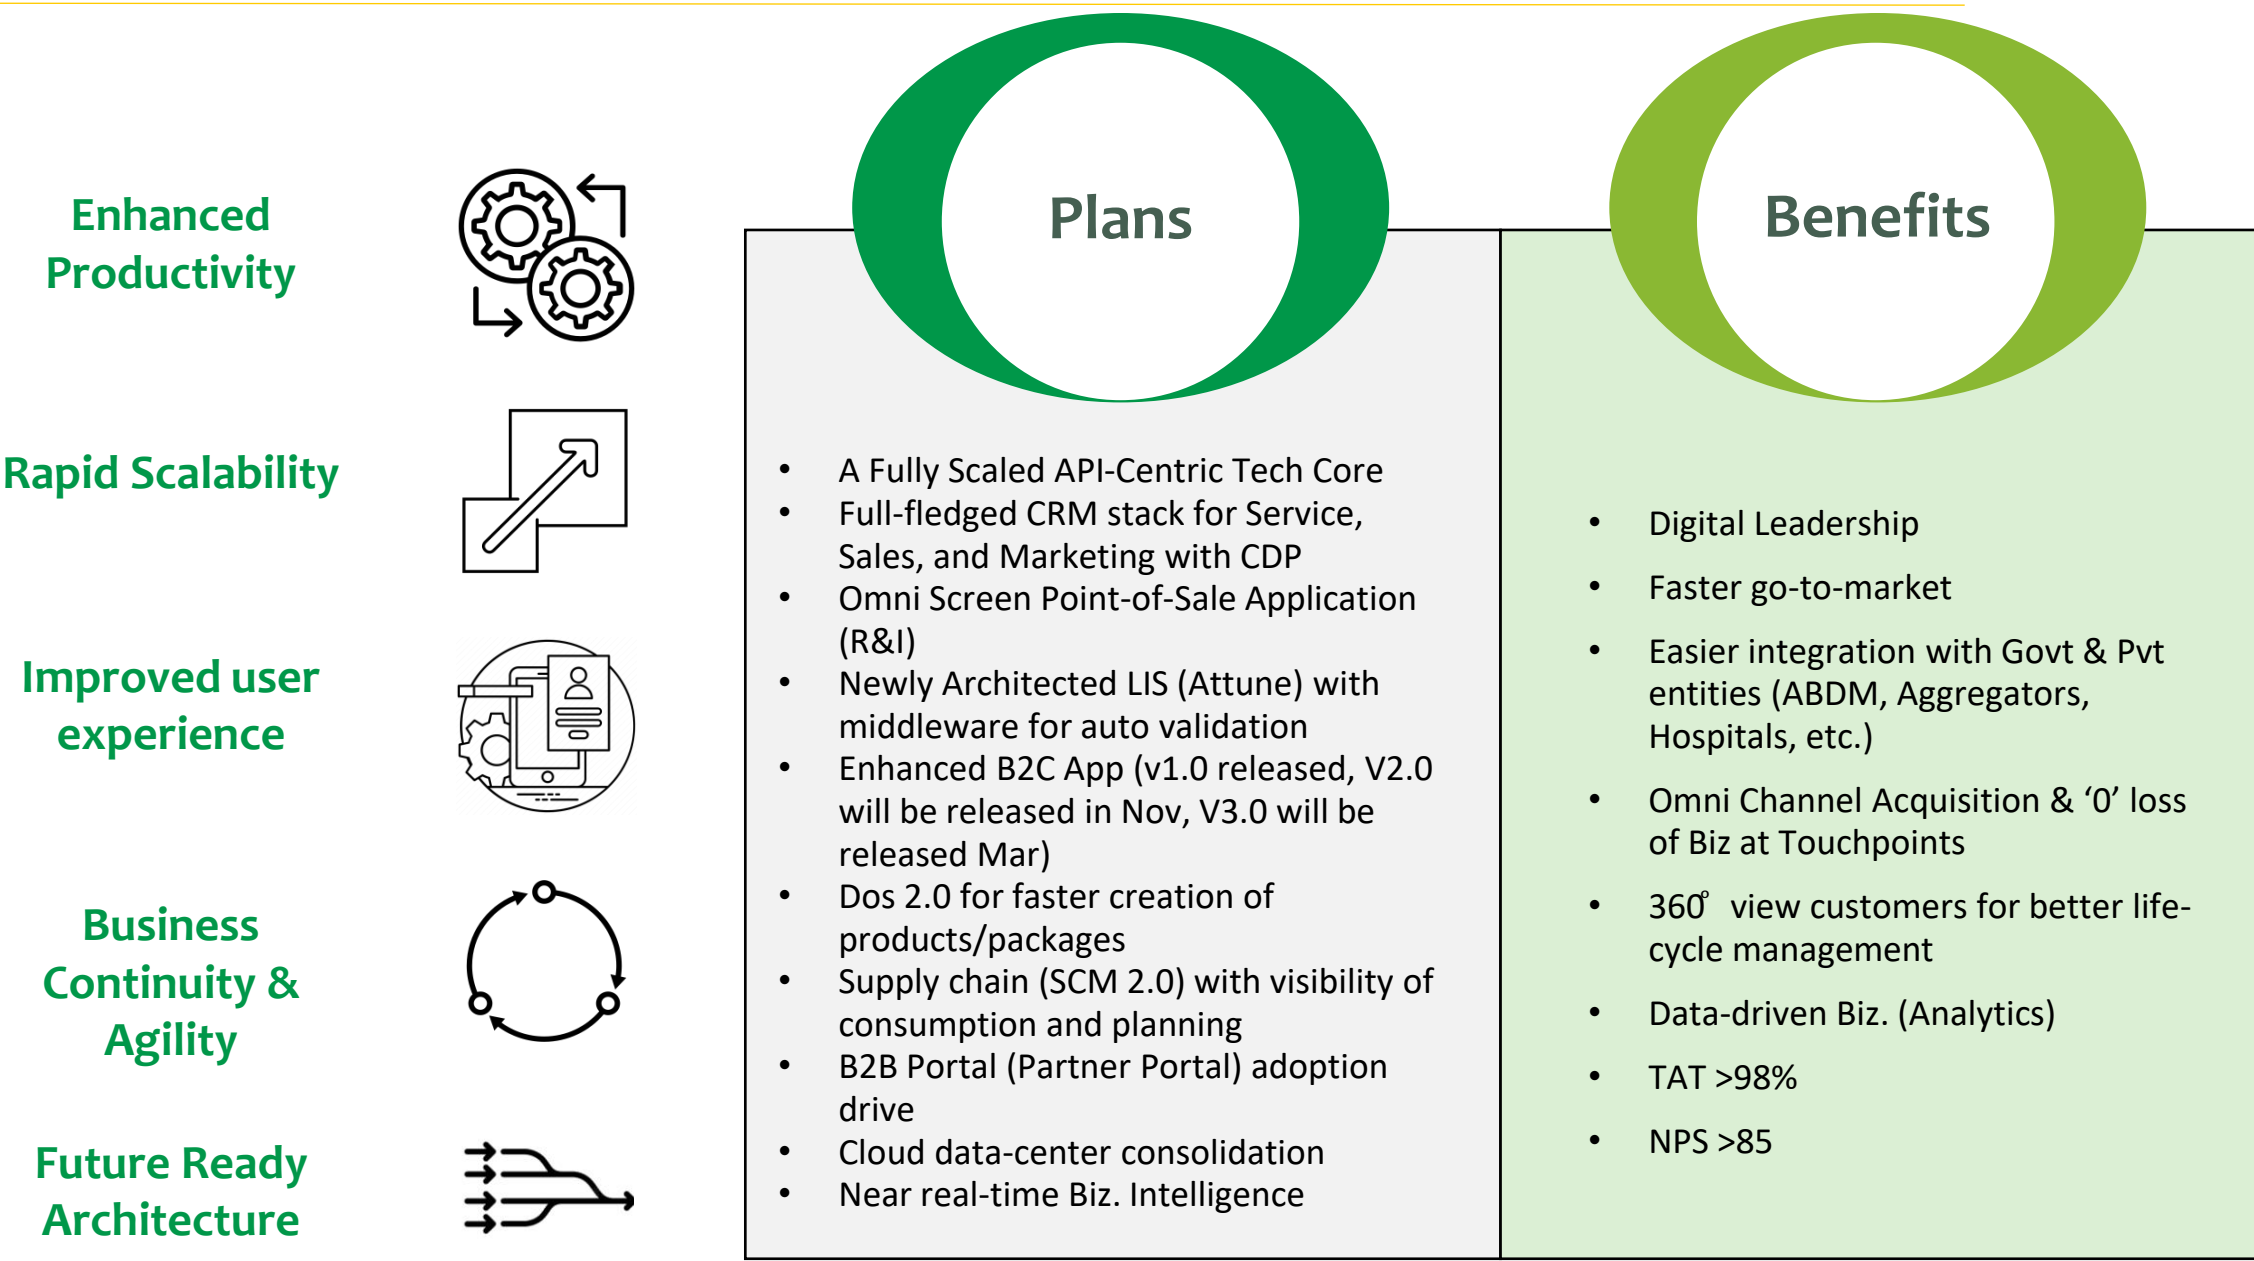 Enhanced
Productivity
Rapid Scalability
Improved user
experience
Business
Continuity &
Agility
Future Ready
Architecture
Plans
• A Fully Scaled API-Centric Tech Core
• Full-fledged CRM stack for Service,
Sales, and Marketing with CDP
• Omni Screen Point-of-Sale Application
(R&I)
• Newly Architected LIS (Attune) with
middleware for auto validation
• Enhanced B2C App (v1.0 released, V2.0
will be released in Nov, V3.0 will be
released Mar)
• Dos 2.0 for faster creation of
products/packages
• Supply chain (SCM 2.0) with visibility of
consumption and planning
• B2B Portal (Partner Portal) adoption
drive
• Cloud data-center consolidation
• Near real-time Biz. Intelligence
Benefits
• Digital Leadership
• Faster go-to-market
• Easier integration with Govt & Pvt
entities (ABDM, Aggregators,
Hospitals, etc.)
• Omni Channel Acquisition & ‘0’ loss
of Biz at Touchpoints
• 360° view customers for better life-
cycle management
• Data-driven Biz. (Analytics)
• TAT >98%
• NPS >85